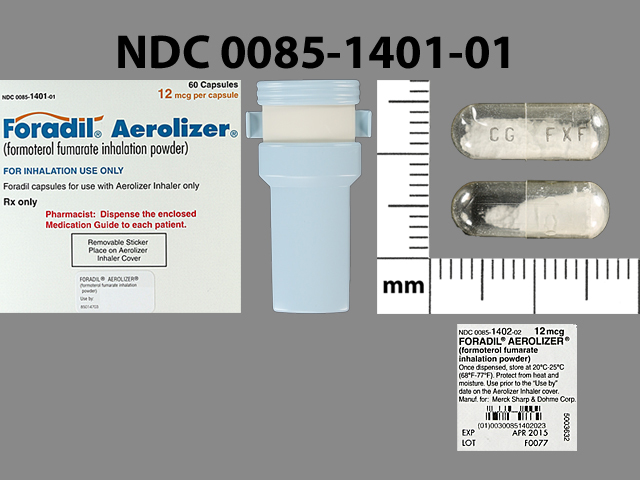 NDC 0085-1401-01
NDC 0085-1401-01
60 Capsules
12 mcg per capsule
Foradil® Aerolizer®
(formoterol fumarate inhalation powder)
FOR INHALATION USE ONLY
Foradil capsules for use with Aerolizer Inhaler only
Rx only
Pharmacist: Dispense the enclosed
Medication Guide to each patient.
Removable Sticker
Place on Aerolizer
Inhaler Cover
FORADIL® AEROLIZER®
(formoterol fumarate inhalation
powder)
Use by:
CG FXF
mm
NDC 0085-1402-02 12 mcg
FORADIL® AEROLIZER®
(formoterol fumarate
inhalation powder)
Once dispensed, store at 20°C-25°C
(68°F-77°F). Protect from heat and
moisture. Use prior to the "Use by"
date on the Aerolizer Inhaler cover.
Manuf. for: Merck Sharp & Dohme Corp.
(01)00300851402023
EXP APR 2015
LOT F0077
5003632